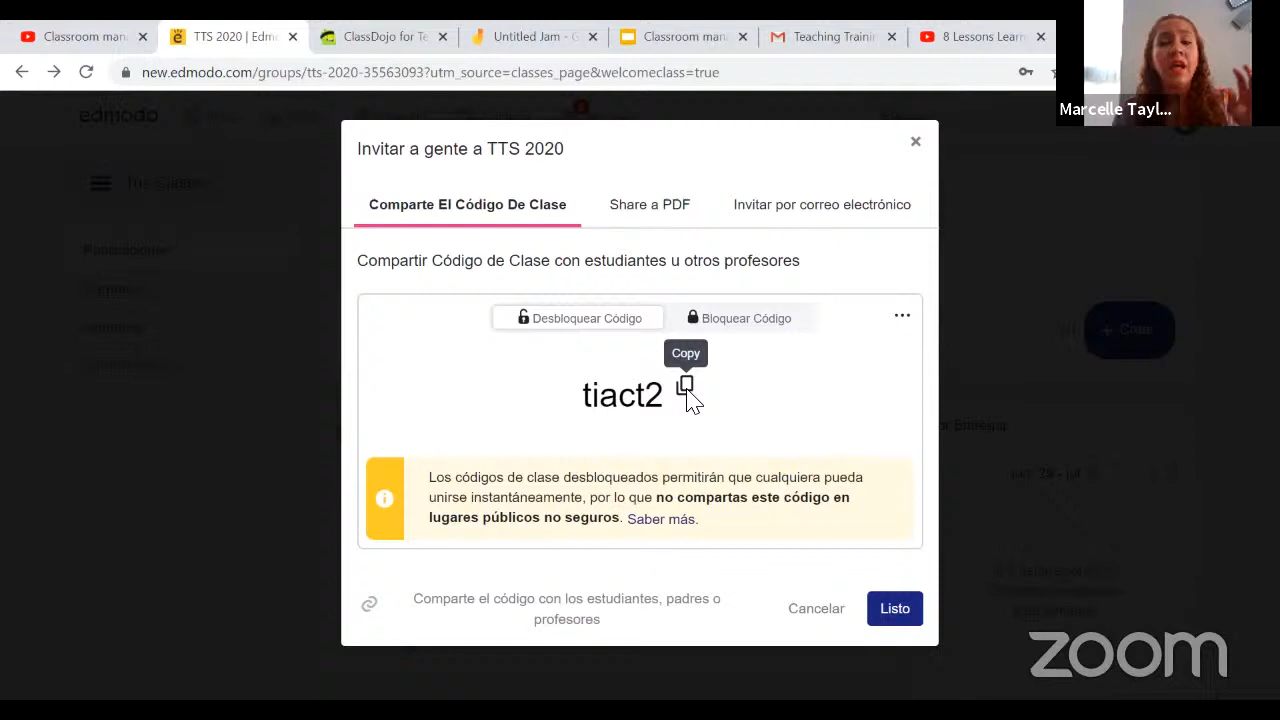 Classroom mana
TTS 2020 | Edmo
ClassDojo for Te
Untitled Jam - G
Classroom mana
Teaching Trainin
8 Lessons Learn
new.edmodo.com/groups/tts-2020-35563093?utm_source=classes_page&welcomeclass=true
Marcelle Tayl...
edmodo
Invitar a gente a TTS 2020
Comparte El Código De Clase
Share a PDF
Invitar por correo electrónico
Compartir Código de Clase con estudiantes u otros profesores
Desbloquear Código
Bloquear Código
Copy
tiact2
Los códigos de clase desbloqueados permitirán que cualquiera pueda
unirse instantáneamente, por lo que no compartas este código en
lugares públicos no seguros. Saber más.
Comparte el código con los estudiantes, padres o
profesores
Cancelar
Listo
zoom